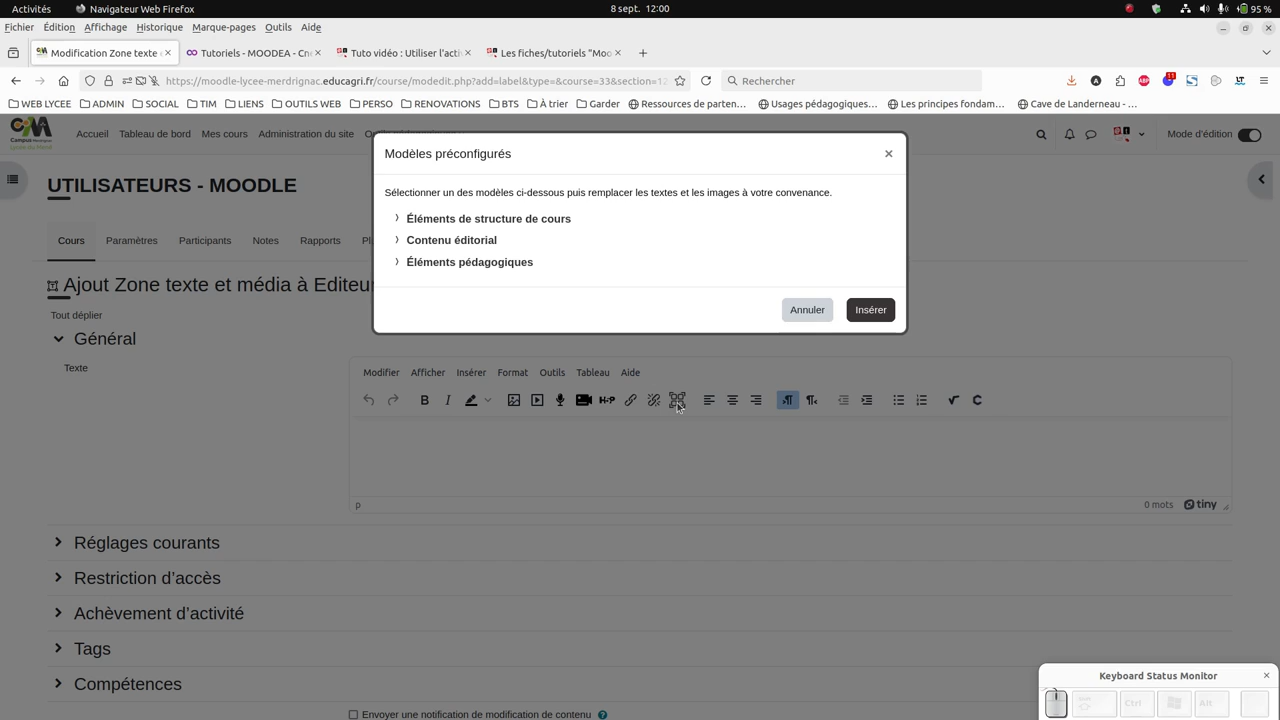 Activités
Navigateur Web Firefox
8 sept. 12:00
95 %
Fichier Édition Affichage Historique Marque-pages Outils Aide
Modification Zone texte
Tutoriels - MOODEA - Cn
Tuto vidéo : Utiliser l'acti
Les fiches/tutoriels "Moo
https://moodle-lycee-merdrignac.educagri.fr/course/modedit.php?add=label&type=&course=33&section=12
Rechercher
11
WEB LYCEE ADMIN SOCIAL TIM LIENS OUTILS WEB PERSO RENOVATIONS BTS À trier Garder Ressources de parten… Usages pédagogiques… Les principes fondam… Cave de Landerneau - …
Accueil Tableau de bord Mes cours Administration du site
Mode d'édition
UTILISATEURS - MOODLE
Cours Paramètres Participants Notes Rapports
Modèles préconfigurés
×
Sélectionner un des modèles ci-dessous puis remplacer les textes et les images à votre convenance.
Éléments de structure de cours
Contenu éditorial
Éléments pédagogiques
Annuler
Insérer
Ajout Zone texte et média à Editeu
Tout déplier
Général
Texte
Modifier Afficher Insérer Format Outils Tableau Aide
B I H-P C
p
0 mots
tiny
Réglages courants
Restriction d'accès
Achèvement d'activité
Tags
Compétences
Envoyer une notification de modification de contenu
Keyboard Status Monitor
Ctrl
Alt